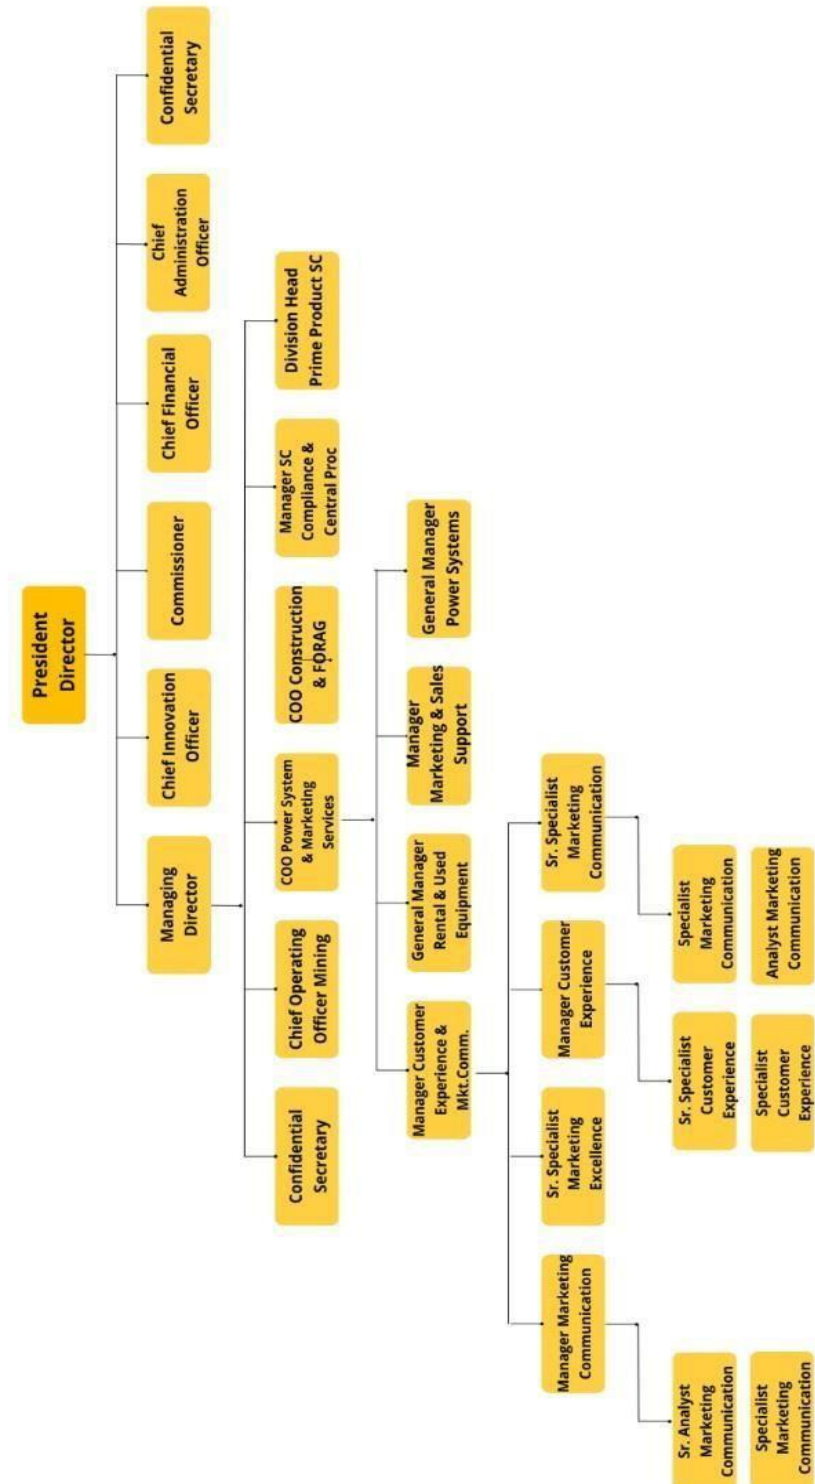 President
Director
Managing
Director
Chief Innovation
Officer
Commissioner
Chief Financial
Officer
Chief
Administration
Officer
Confidential
Secretary
Confidential
Secretary
Chief Operating
Officer Mining
COO Power System
& Marketing
Services
COO Construction
& FORAG
Manager SC
Compliance &
Central Proc
Division Head
Prime Product SC
Manager Customer
Experience &
Mkt.Comm.
General Manager
Rental & Used
Equipment
Manager
Marketing & Sales
Support
General Manager
Power Systems
Manager Marketing
Communication
Sr. Specialist
Marketing
Excellence
Manager Customer
Experience
Sr. Specialist
Marketing
Communication
Sr. Analyst
Marketing
Communication
Specialist
Marketing
Communication
Sr. Specialist
Customer
Experience
Specialist
Customer
Experience
Specialist
Marketing
Communication
Analyst Marketing
Communication